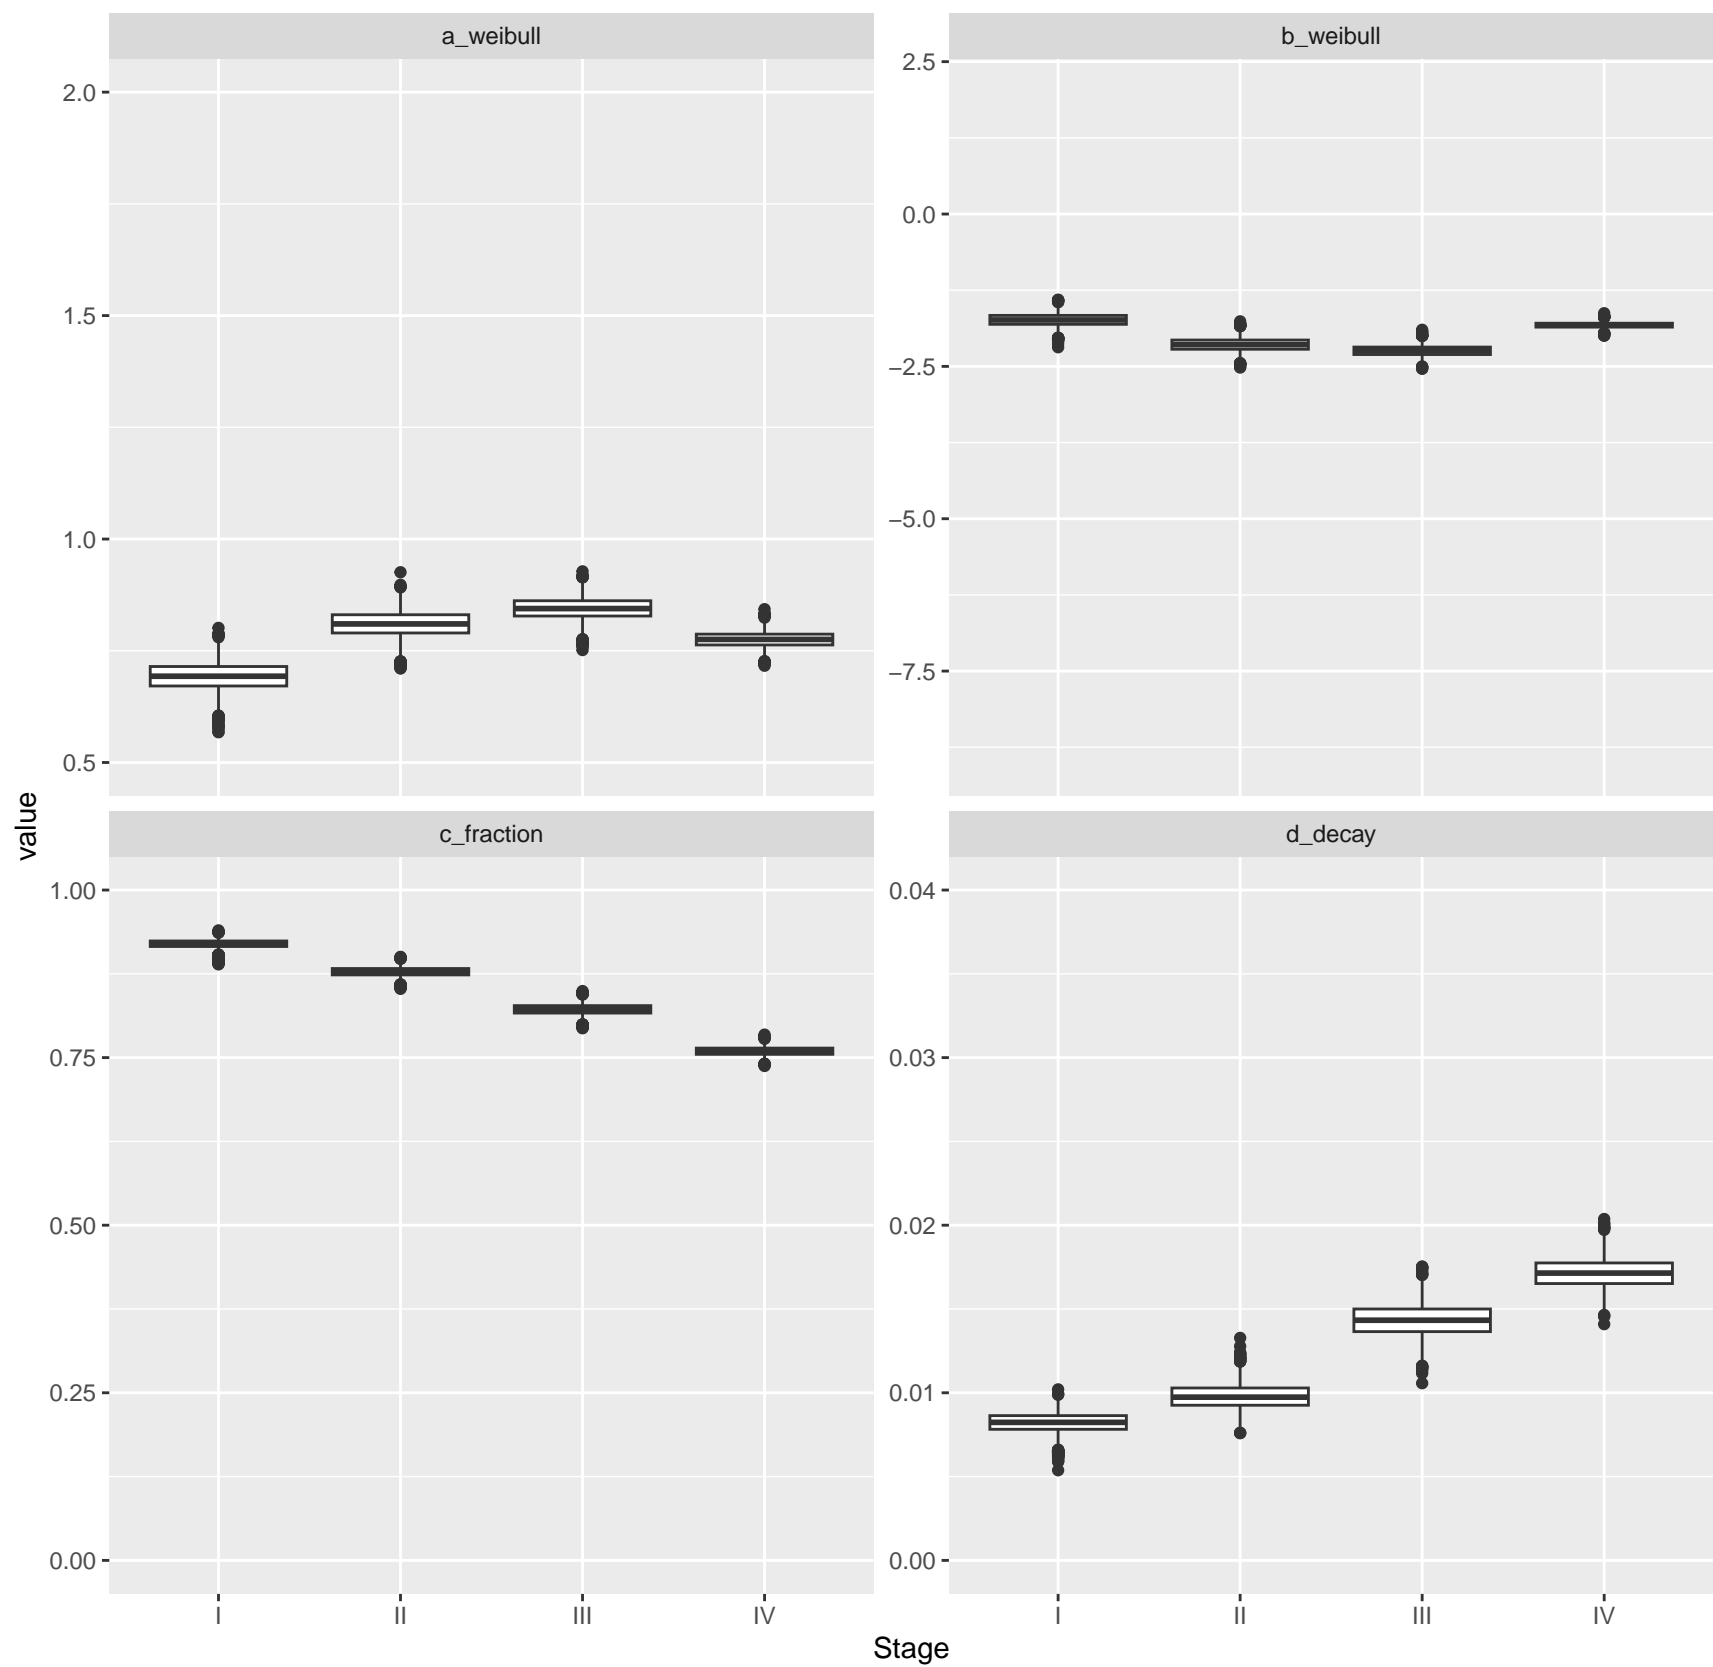 a_weibull
b_weibull
2.0
1.5
1.0
0.5
2.5
0.0
−2.5
−5.0
−7.5
value
c_fraction
d_decay
1.00
0.75
0.50
0.25
0.00
0.04
0.03
0.02
0.01
0.00
I II III IV
I II III IV
Stage